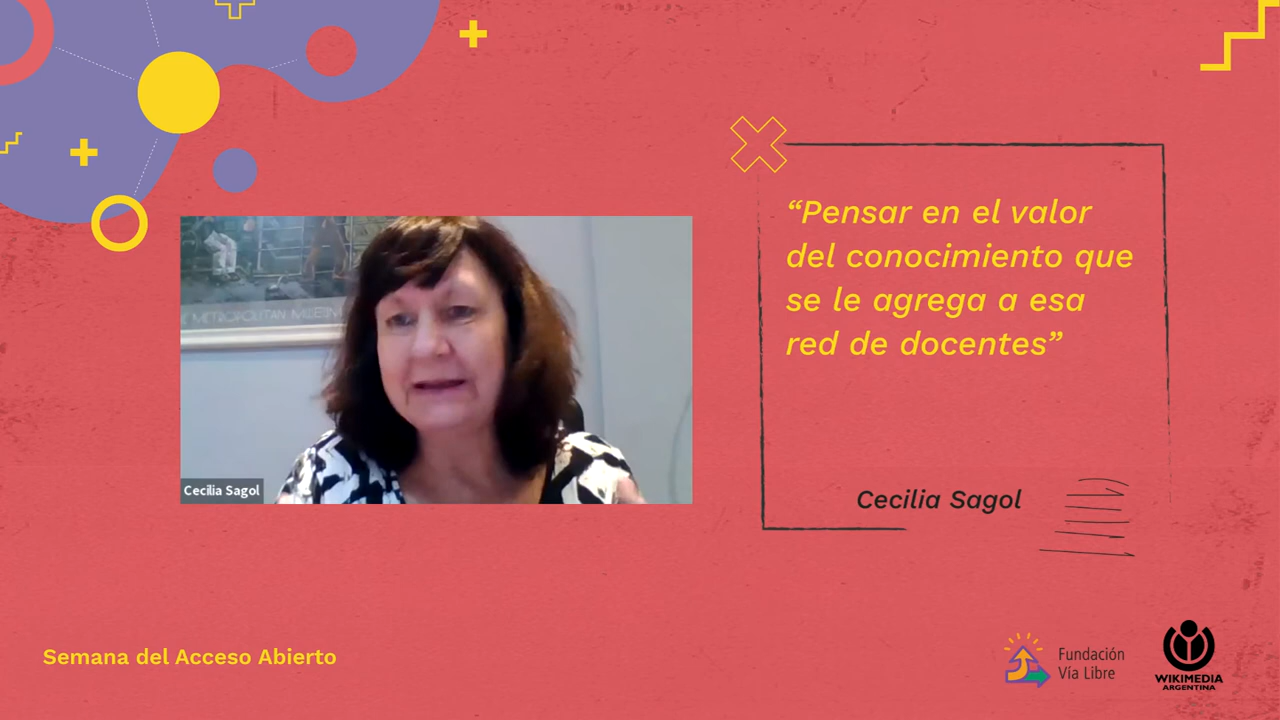 “Pensar en el valor
del conocimiento que
se le agrega a esa
red de docentes”
METROPOLITAN
Cecilia Sagol
Cecilia Sagol
Semana del Acceso Abierto
Fundación
Vía Libre
WIKIMEDIA
ARGENTINA